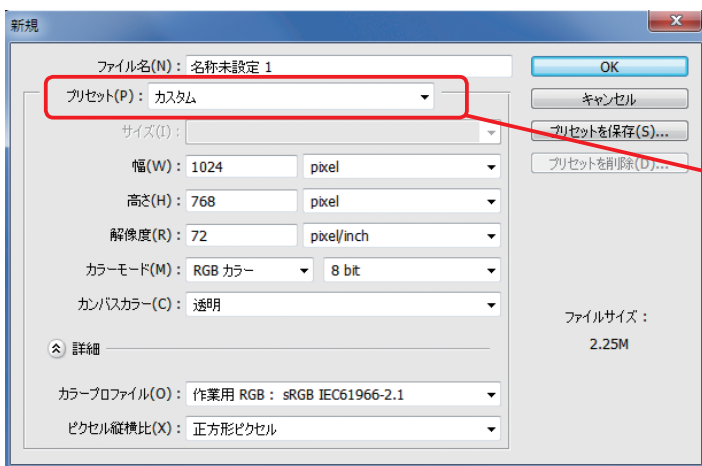 新規
ファイル名(N)： 名称未設定 1
OK
プリセット(P)： カスタム
キャンセル
サイズ(I)：
プリセットを保存(S)...
幅(W)： 1024 pixel
プリセットを削除(D)...
高さ(H)： 768 pixel
解像度(R)： 72 pixel/inch
カラーモード(M)： RGB カラー 8 bit
カンバスカラー(C)： 透明
ファイルサイズ：
2.25M
詳細
カラープロファイル(O)： 作業用 RGB： sRGB IEC61966-2.1
ピクセル縦横比(X)： 正方形ピクセル